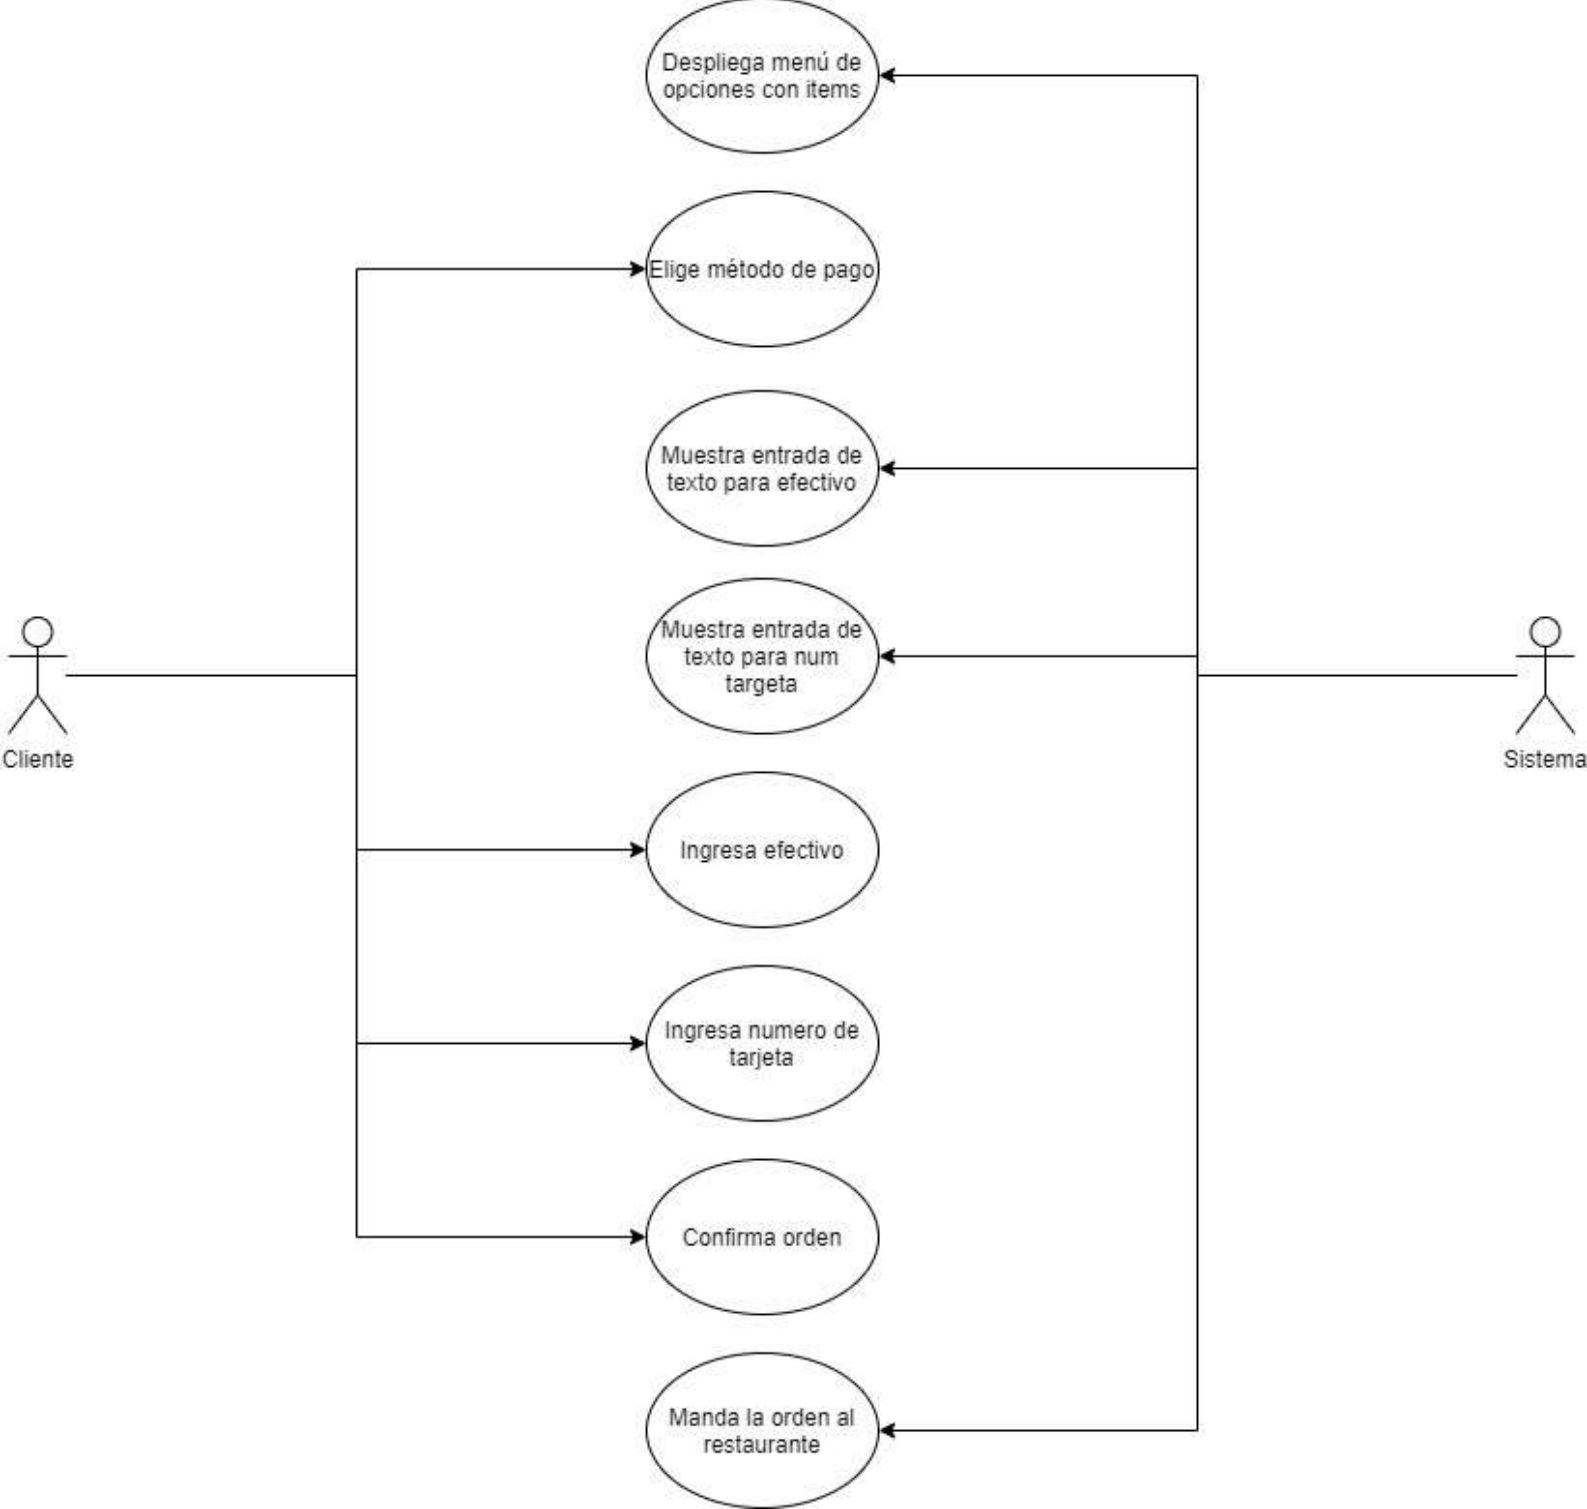 Despliega menú de
opciones con items
Elige método de pago
Muestra entrada de
texto para efectivo
Muestra entrada de
texto para num
targeta
Cliente
Sistema
Ingresa efectivo
Ingresa numero de
tarjeta
Confirma orden
Manda la orden al
restaurante